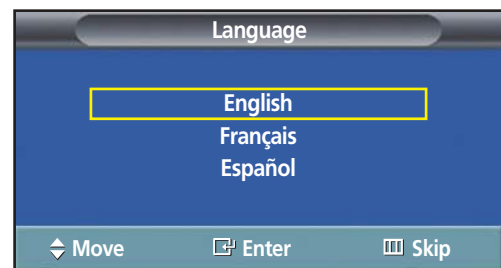 Language
English
Français
Español
Move Enter Skip